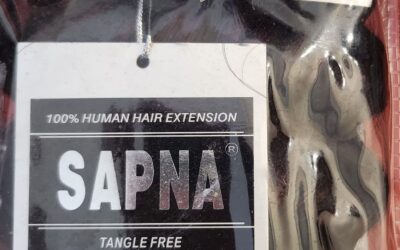 100% HUMAN HAIR EXTENSION
SAPNA®
TANGLE FREE